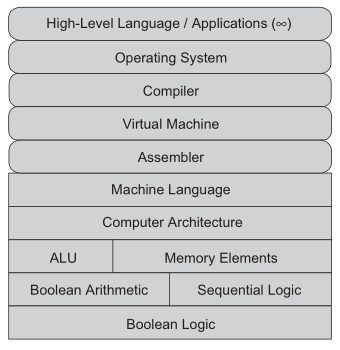 High-Level Language / Applications (∞)
Operating System
Compiler
Virtual Machine
Assembler
Machine Language
Computer Architecture
ALU
Memory Elements
Boolean Arithmetic
Sequential Logic
Boolean Logic